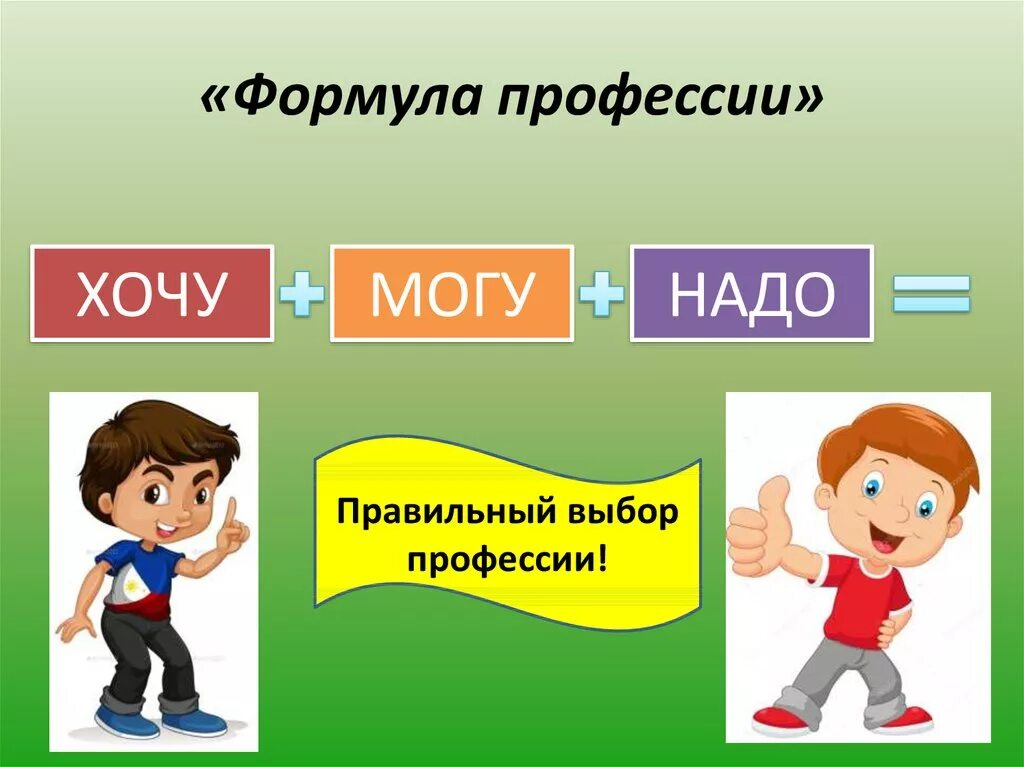 «Формула профессии»
ХОЧУ + МОГУ + НАДО =
Правильный выбор
профессии!